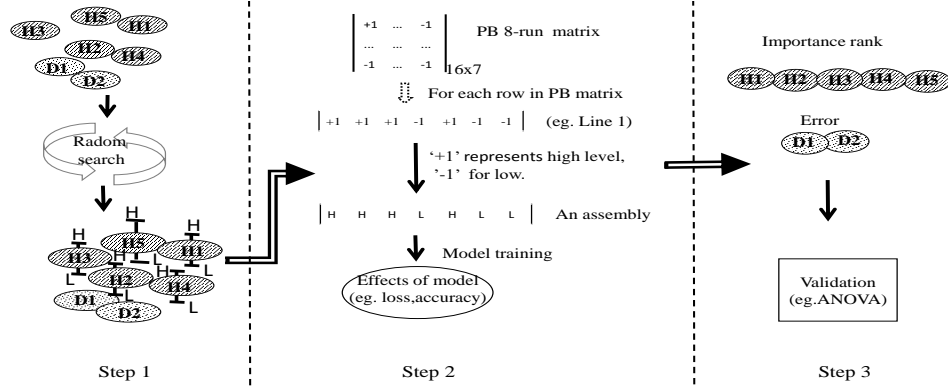 H5
H3
H1
H2
H4
D1
D2
Radom
search
H
H
H
H5
H3
H1
H
L
H
L
H2
L
H4
L
L
D1
D2
Step 1
PB 8-run matrix
+1 ... -1
... ... ...
-1 ... -1
16x7
For each row in PB matrix
+1 +1 +1 -1 +1 -1 -1
(eg. Line 1)
‘+1’ represents high level,
'-1' for low.
H H H L H L L
An assembly
Model training
Effects of model
(eg. loss,accuracy)
Step 2
Importance rank
H1 H2 H3 H4 H5
Error
D1 D2
Validation
(eg.ANOVA)
Step 3